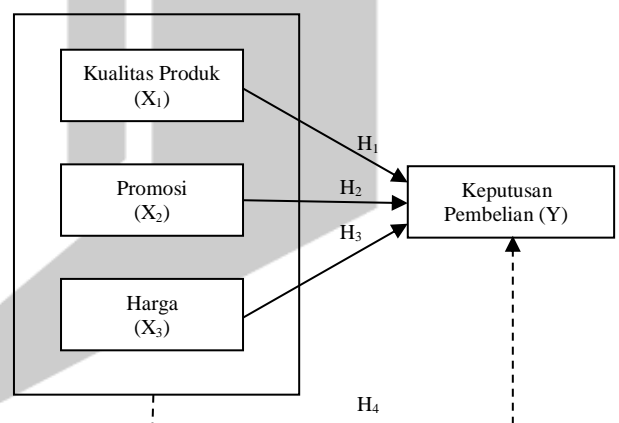 Kualitas Produk
(X₁)
H₁
Promosi
(X₂)
H₂
Keputusan
Pembelian (Y)
H₃
Harga
(X₃)
H₄